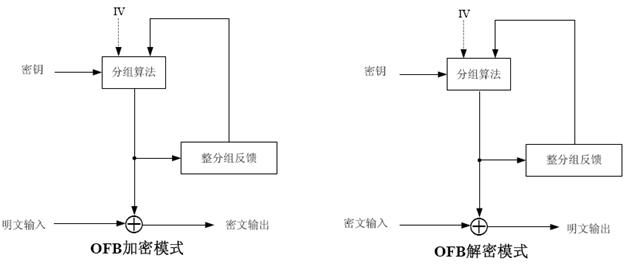 IV
密钥
分组算法
整分组反馈
明文输入
密文输出
OFB加密模式
IV
密钥
分组算法
整分组反馈
密文输入
明文输出
OFB解密模式